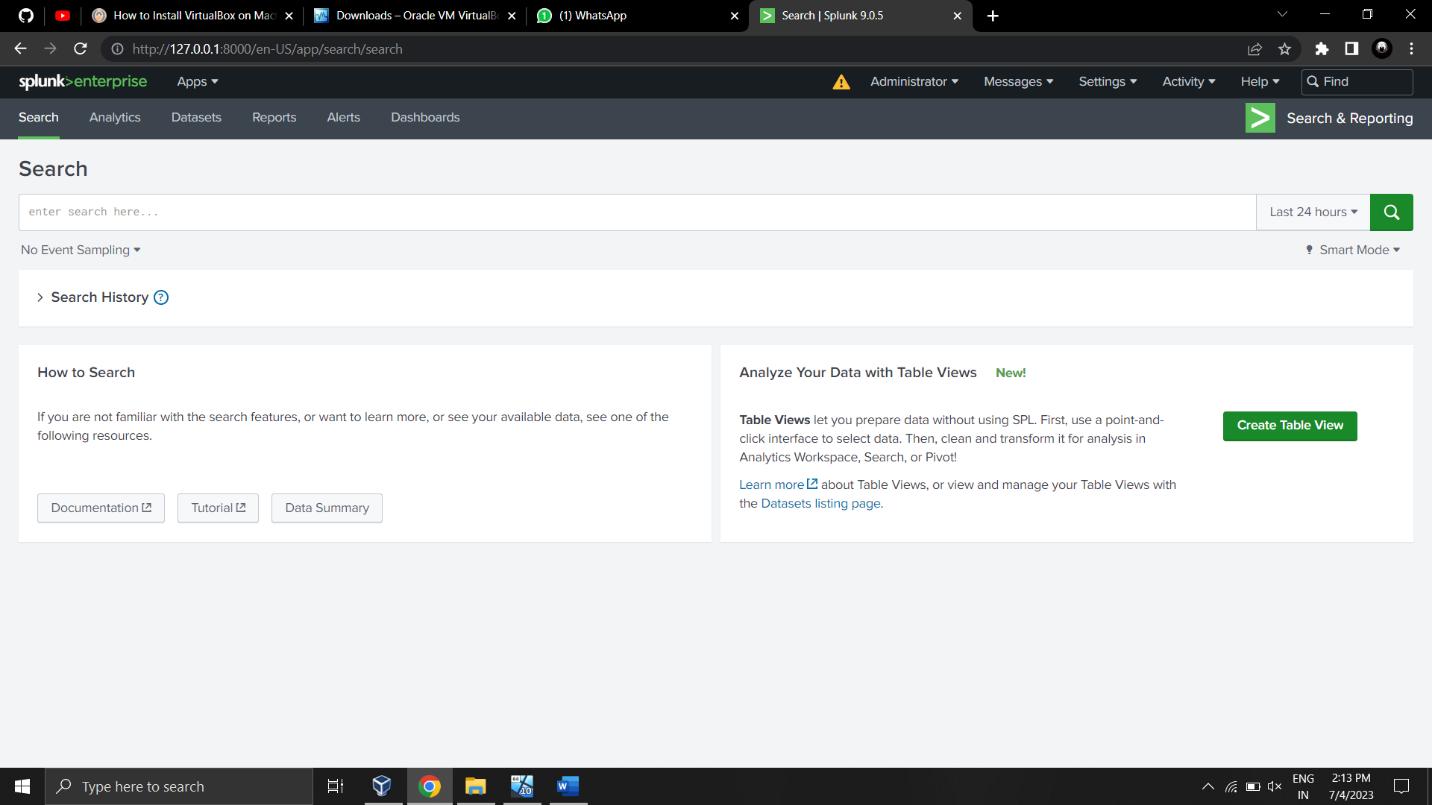 How to Install VirtualBox on Mac
Downloads – Oracle VM VirtualB
(1) WhatsApp
Search | Splunk 9.0.5
http://127.0.0.1:8000/en-US/app/search/search
splunk>enterprise Apps Administrator Messages Settings Activity Help Find
Search Analytics Datasets Reports Alerts Dashboards > Search & Reporting
Search
enter search here... Last 24 hours
No Event Sampling Smart Mode
Search History ?
How to Search
If you are not familiar with the search features, or want to learn more, or see your available data, see one of the
following resources.
Documentation Tutorial Data Summary
Analyze Your Data with Table Views New!
Table Views let you prepare data without using SPL. First, use a point-and-
click interface to select data. Then, clean and transform it for analysis in
Analytics Workspace, Search, or Pivot!
Learn more about Table Views, or view and manage your Table Views with
the Datasets listing page.
Create Table View
Type here to search
ENG
IN
2:13 PM
7/4/2023